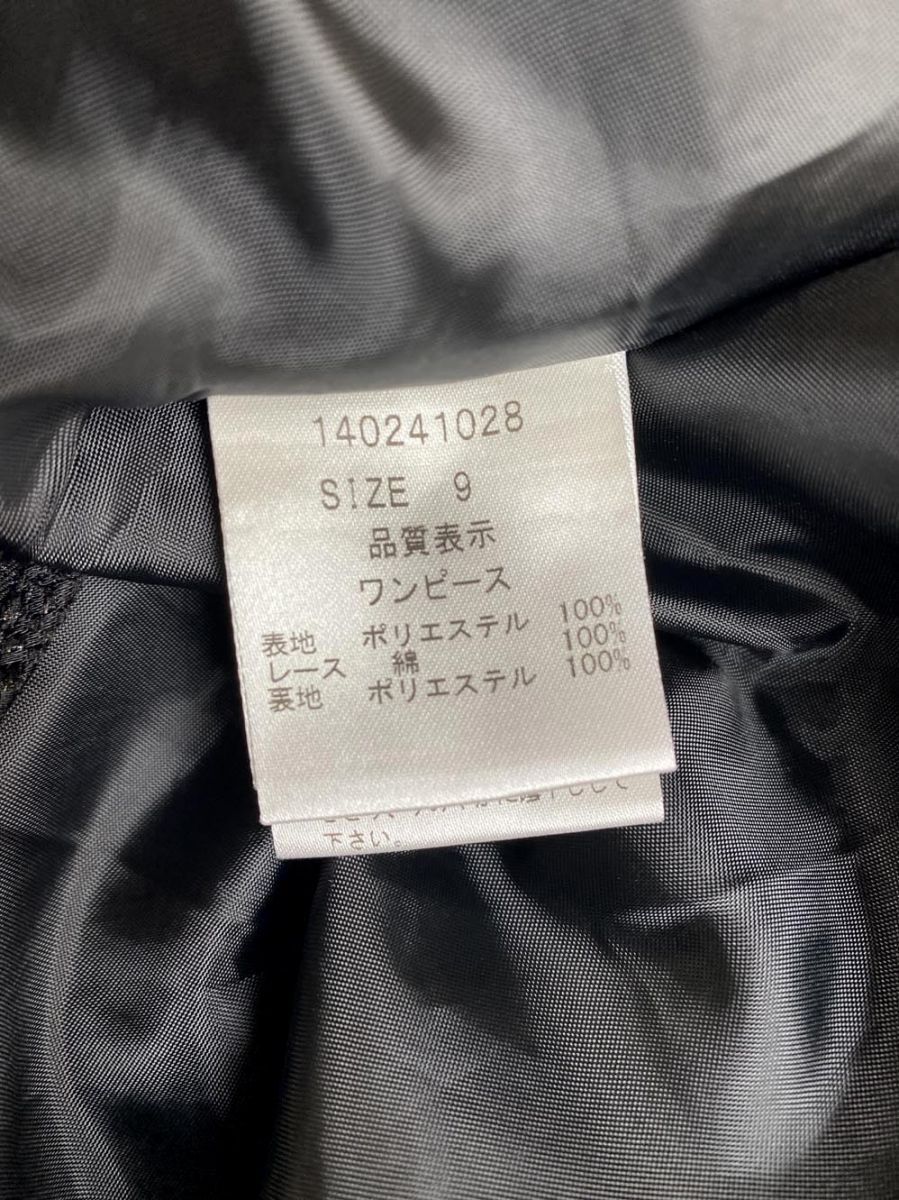 140241028
SIZE 9
品質表示
ワンピース
表地 ポリエステル 100%
レース 綿 100%
裏地 ポリエステル 100%
下さい。